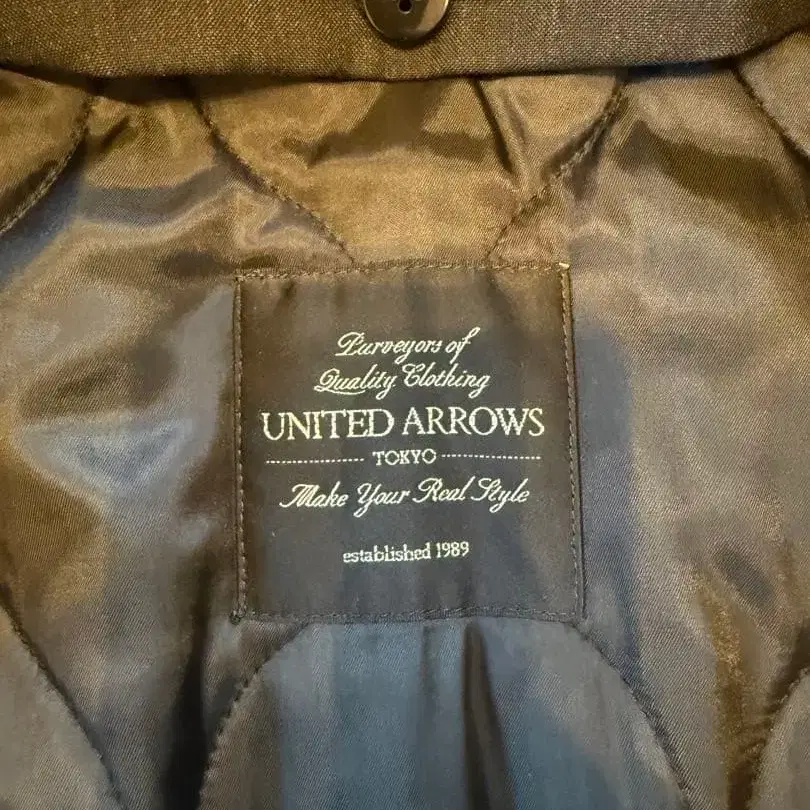 Purveyors of
Quality Clothing
UNITED ARROWS
TOKYO
Make Your Real Style
established 1989